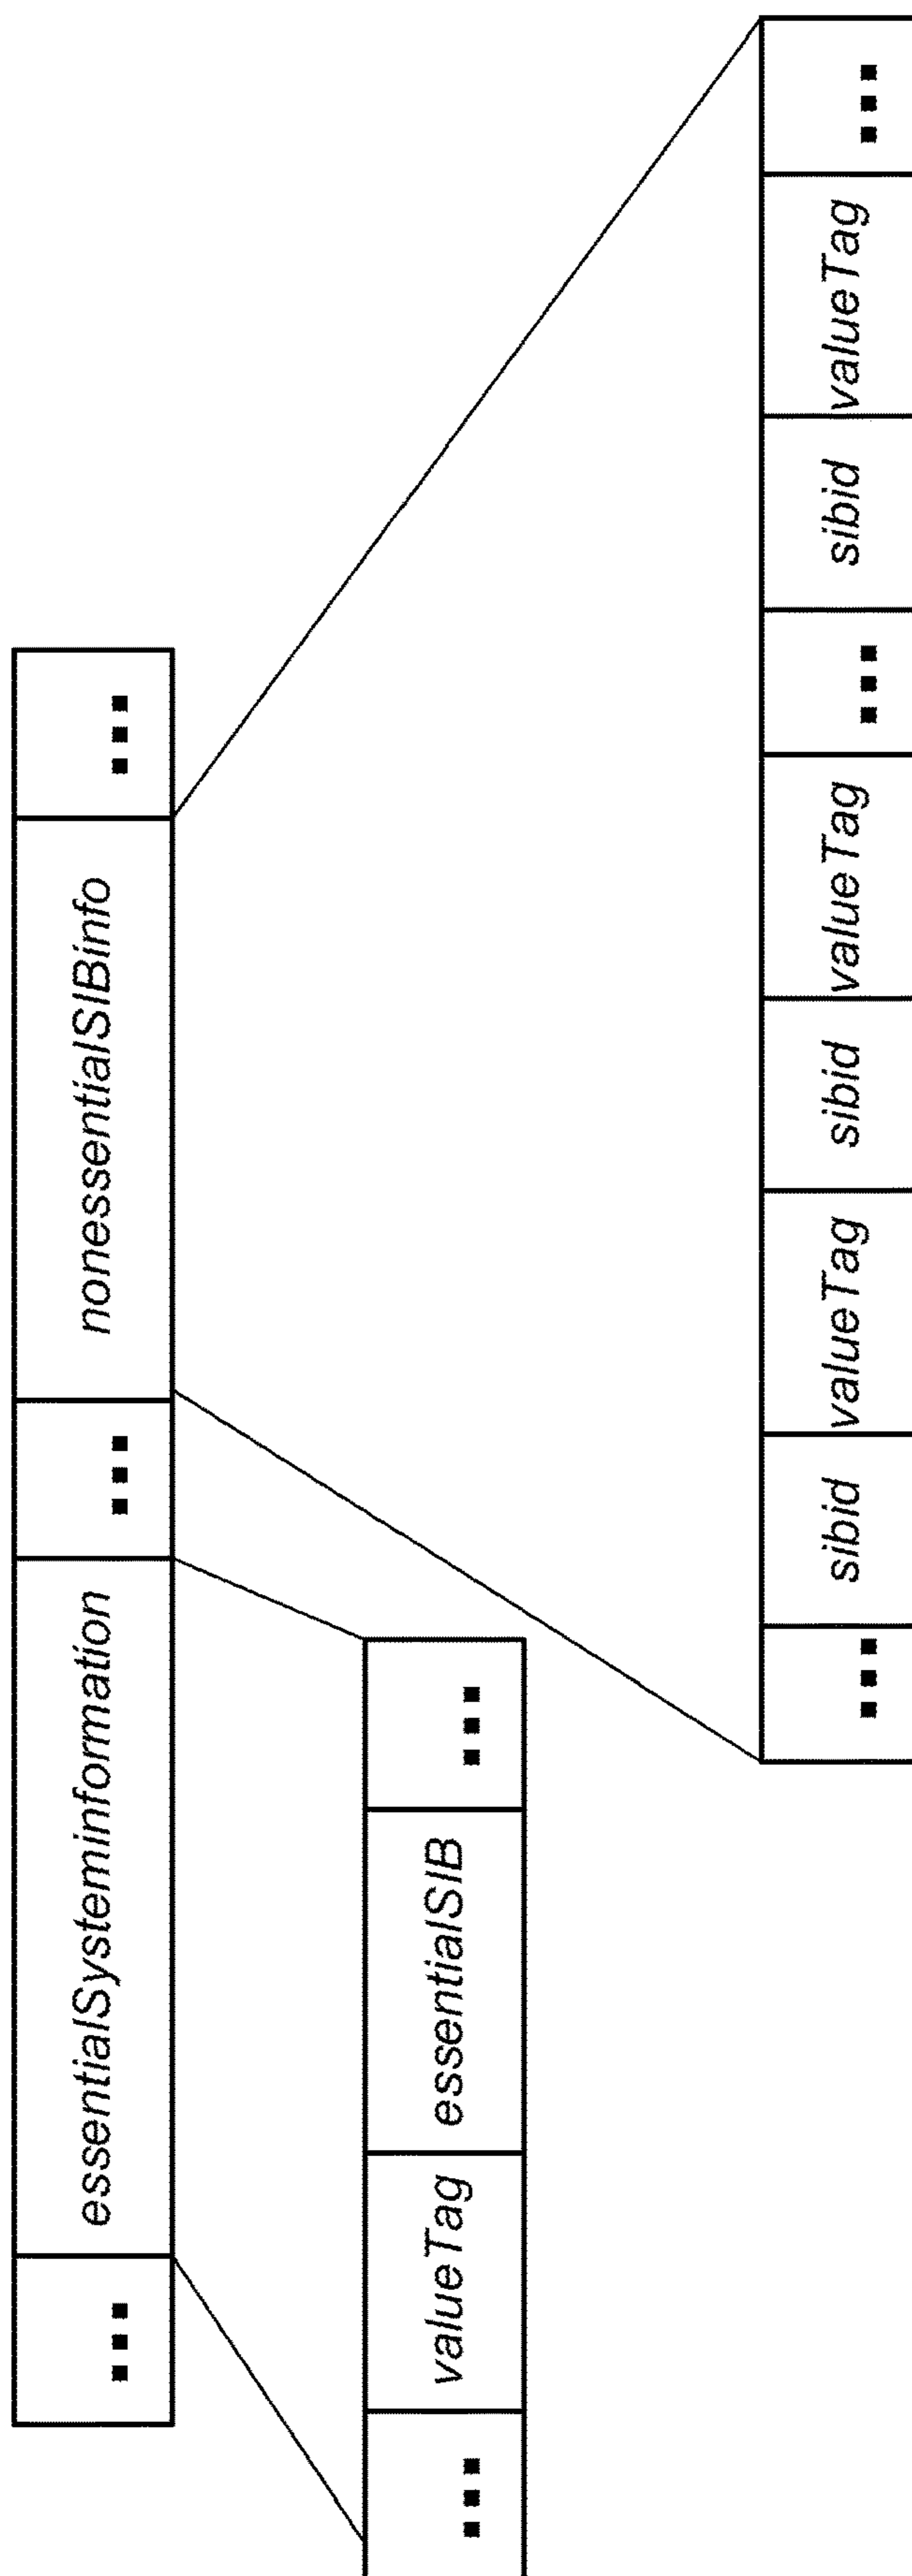 ... essentialSysteminformation ... nonessentialSIBinfo ...
... valueTag essentialSIB ...
... sibid valueTag sibid valueTag ... sibid valueTag ...